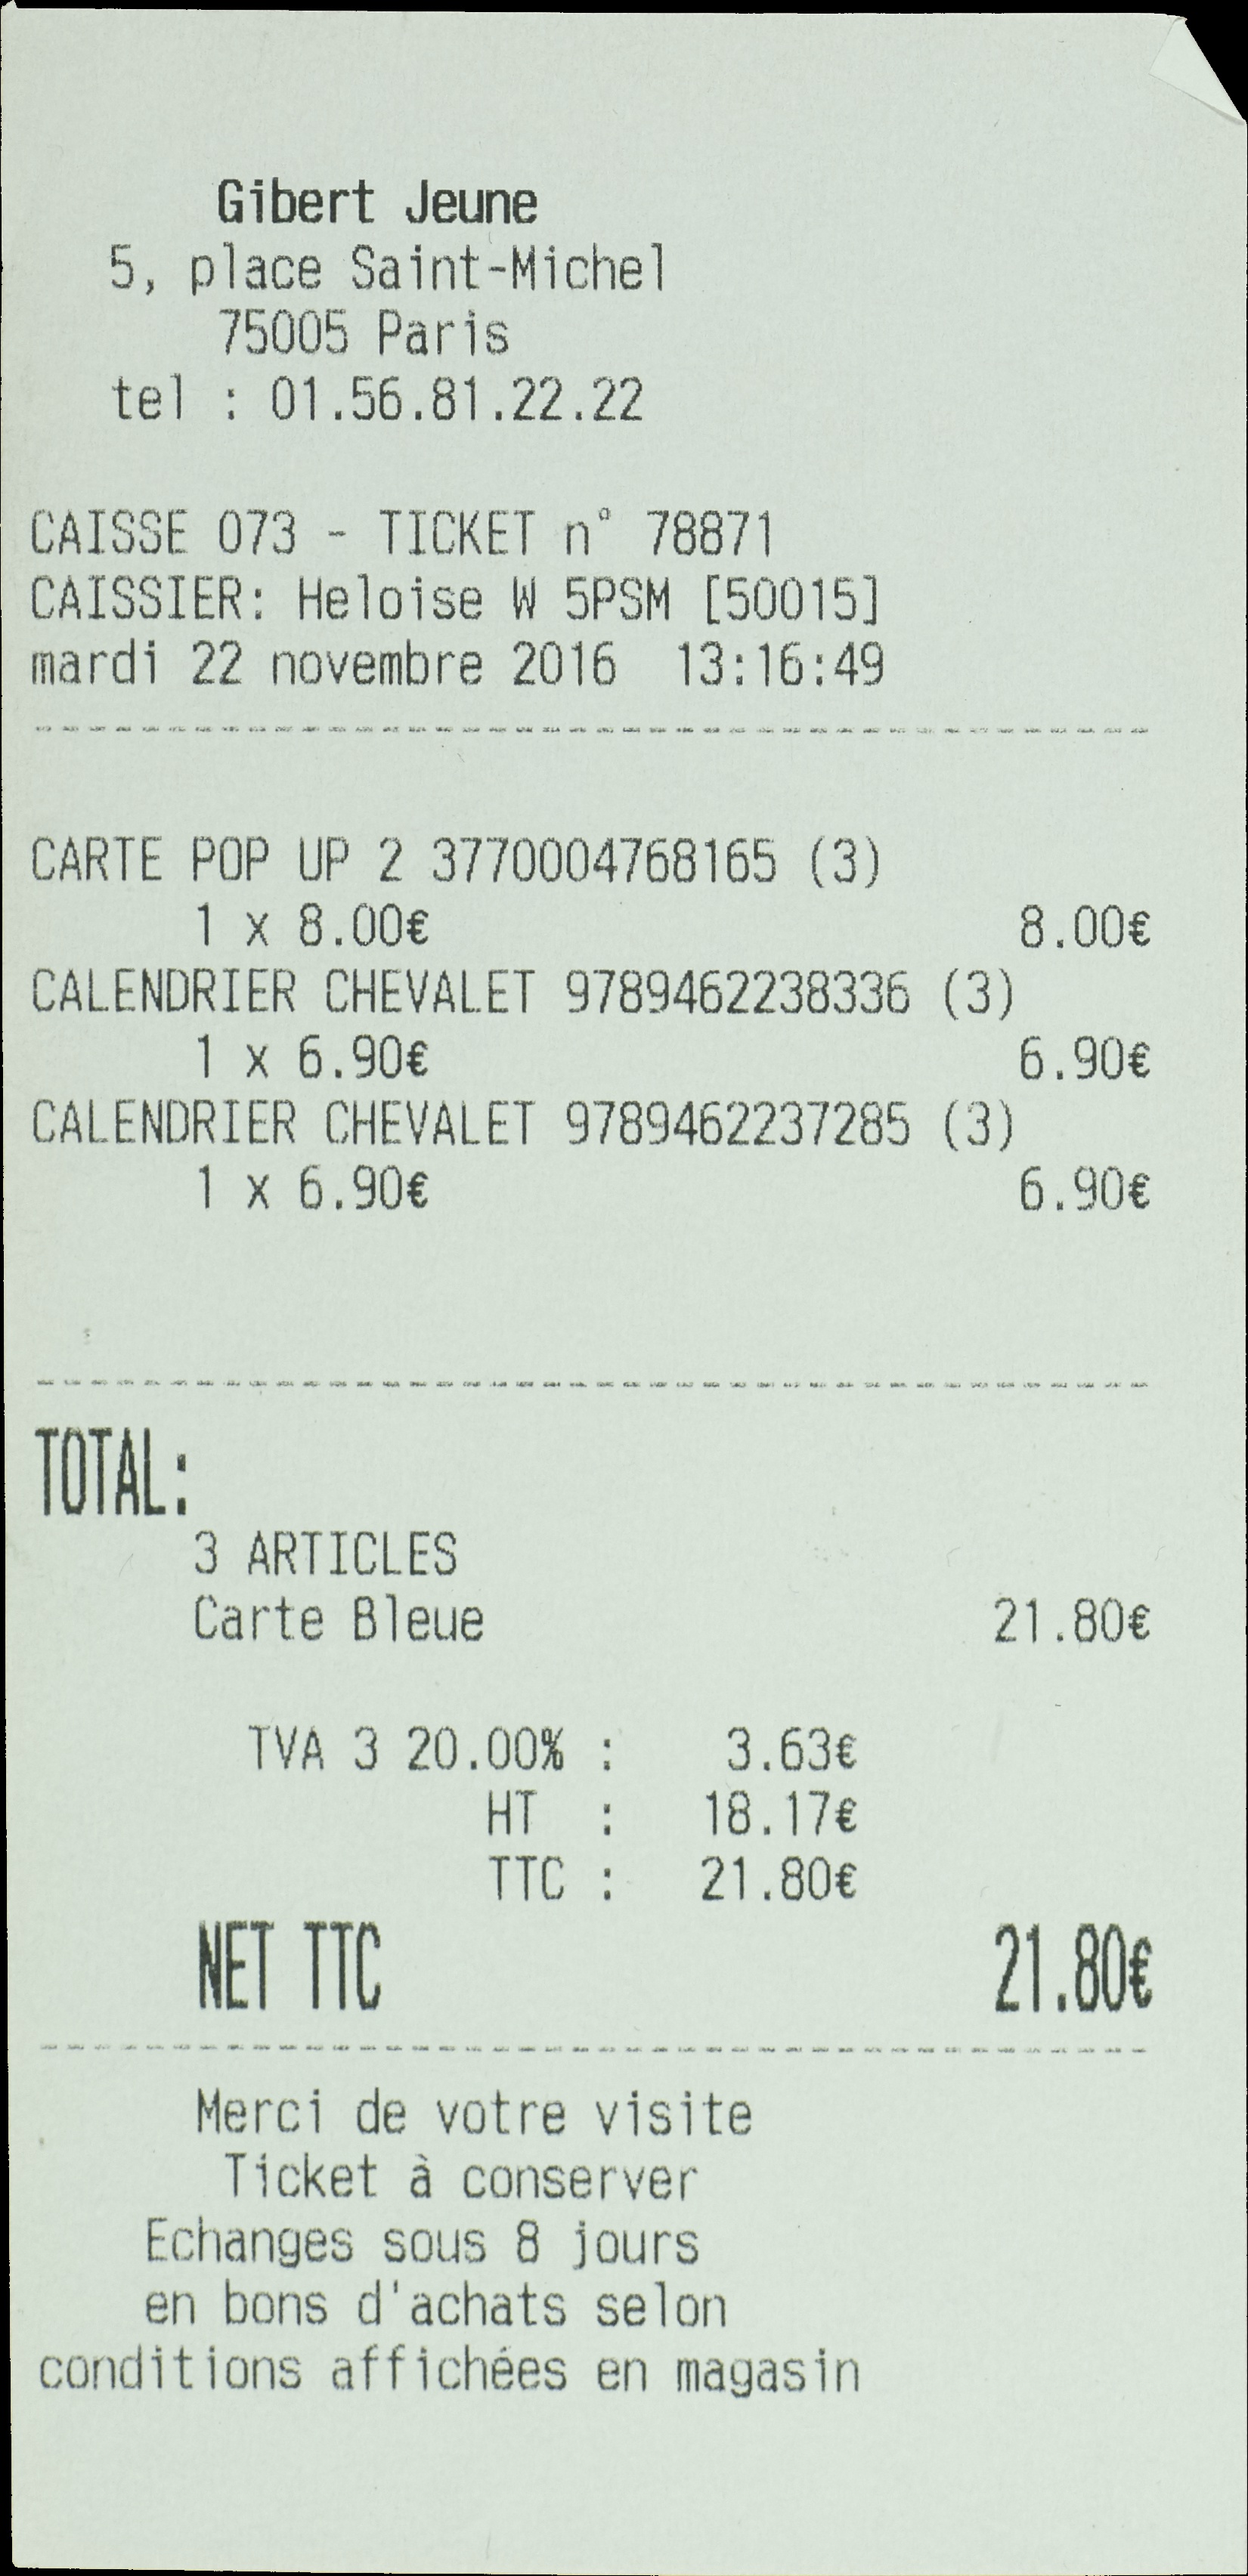 Gibert Jeune
5, place Saint-Michel
75005 Paris
tel : 01.56.81.22.22
CAISSE 073 - TICKET n° 78871
CAISSIER: Heloise W 5PSM [50015]
mardi 22 novembre 2016 13:16:49
CARTE POP UP 2 3770004768165 (3)
1 x 8.00€ 8.00€
CALENDRIER CHEVALET 9789462238336 (3)
1 x 6.90€ 6.90€
CALENDRIER CHEVALET 9789462237285 (3)
1 x 6.90€ 6.90€
TOTAL:
3 ARTICLES
Carte Bleue 21.80€
TVA 3 20.00% : 3.63€
HT : 18.17€
TTC : 21.80€
NET TTC 21.80€
Merci de votre visite
Ticket à conserver
Echanges sous 8 jours
en bons d'achats selon
conditions affichées en magasin